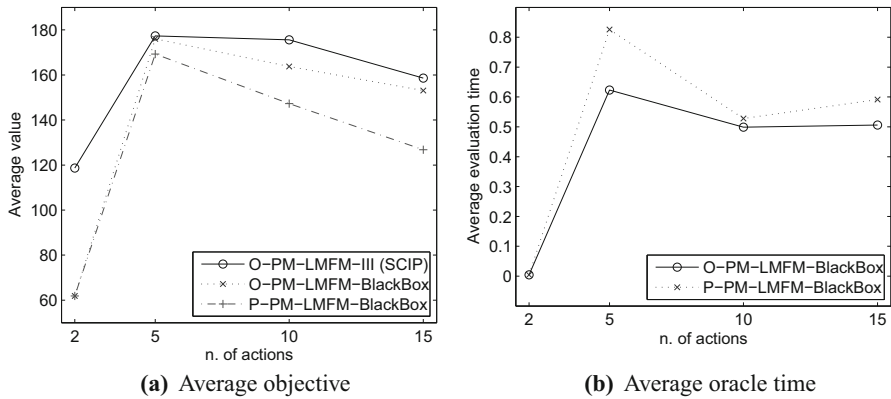 200
180
160
140
120
100
80
60
Average value
2
5
10
15
n. of actions
O-PM-LMFM-III (SCIP)
O-PM-LMFM-BlackBox
P-PM-LMFM-BlackBox
(a) Average objective
0.8
0.7
0.6
0.5
0.4
0.3
0.2
0.1
0
Average evaluation time
2
5
10
15
n. of actions
O-PM-LMFM-BlackBox
P-PM-LMFM-BlackBox
(b) Average oracle time